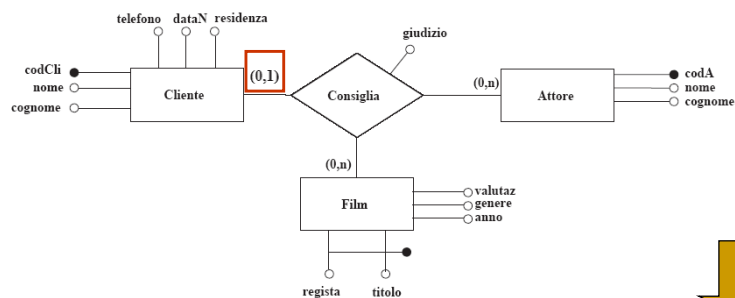 telefono dataN residenza
giudizio
codCli
nome
cognome
Cliente
(0,1)
Consiglia
(0,n)
Attore
codA
nome
cognome
(0,n)
Film
valutaz
genere
anno
regista titolo